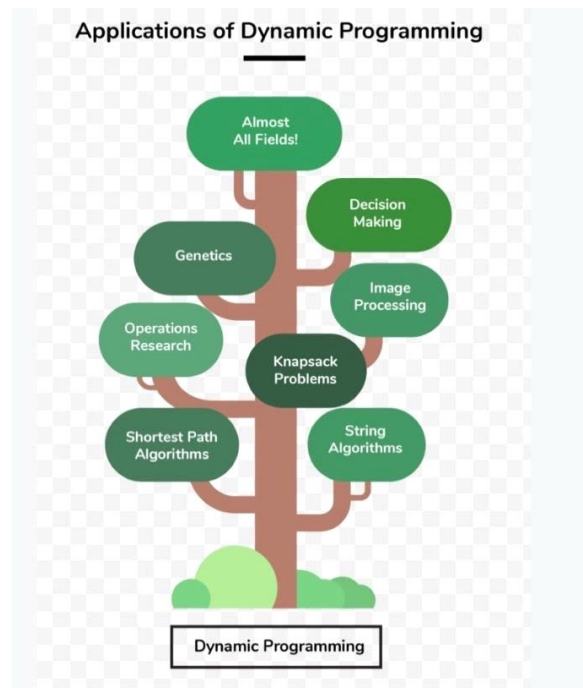 Applications of Dynamic Programming
Almost
All Fields!
Decision
Making
Genetics
Image
Processing
Operations
Research
Knapsack
Problems
Shortest Path
Algorithms
String
Algorithms
Dynamic Programming